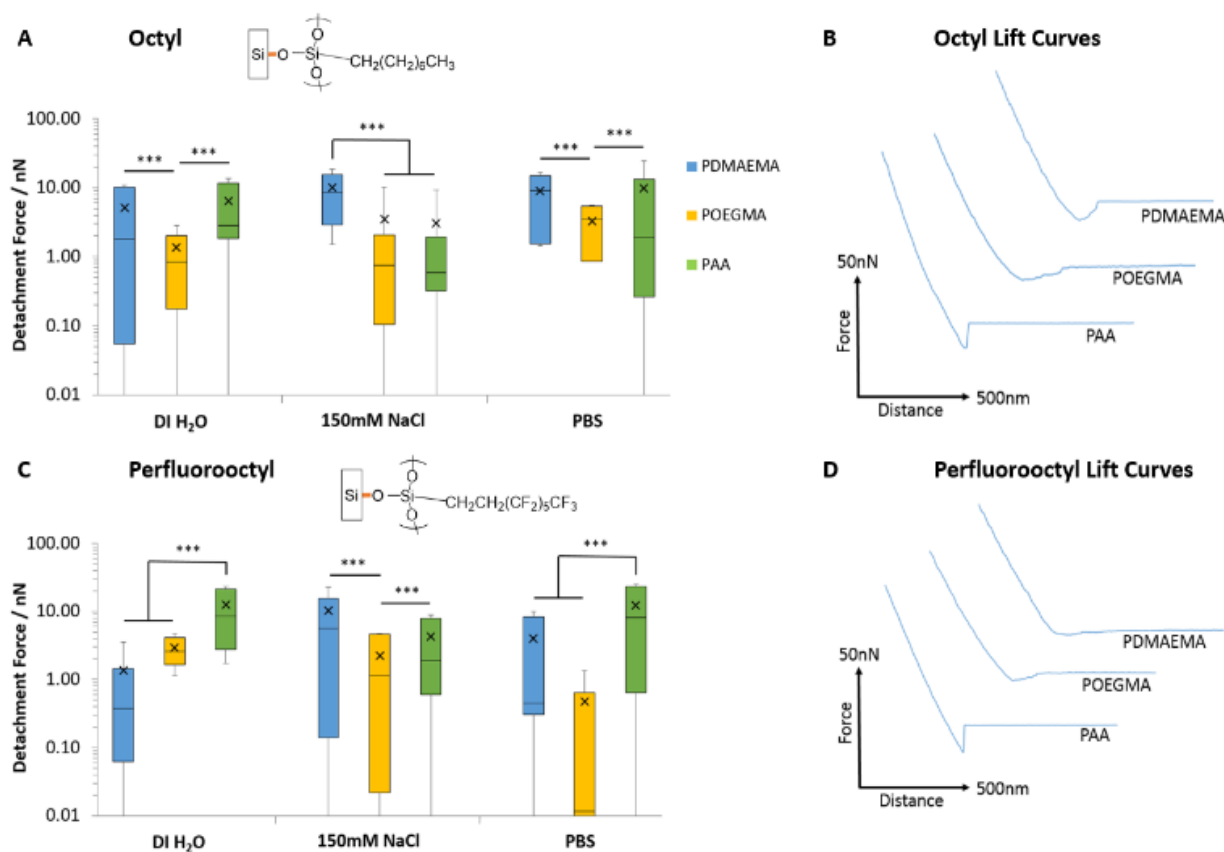 A Octyl
Si O Si O O CH₂(CH₂)₆CH₃
Detachment Force / nN
100.00
10.00
1.00
0.10
0.01
*** ***
***
*** ***
DI H₂O 150mM NaCl PBS
PDMAEMA
POEGMA
PAA
B Octyl Lift Curves
PDMAEMA
POEGMA
PAA
50nN
Force
Distance
500nm
C Perfluorooctyl
Si O Si O O CH₂CH₂(CF₂)₅CF₃
Detachment Force / nN
100.00
10.00
1.00
0.10
0.01
***
*** ***
***
DI H₂O 150mM NaCl PBS
D Perfluorooctyl Lift Curves
PDMAEMA
POEGMA
PAA
50nN
Force
Distance
500nm